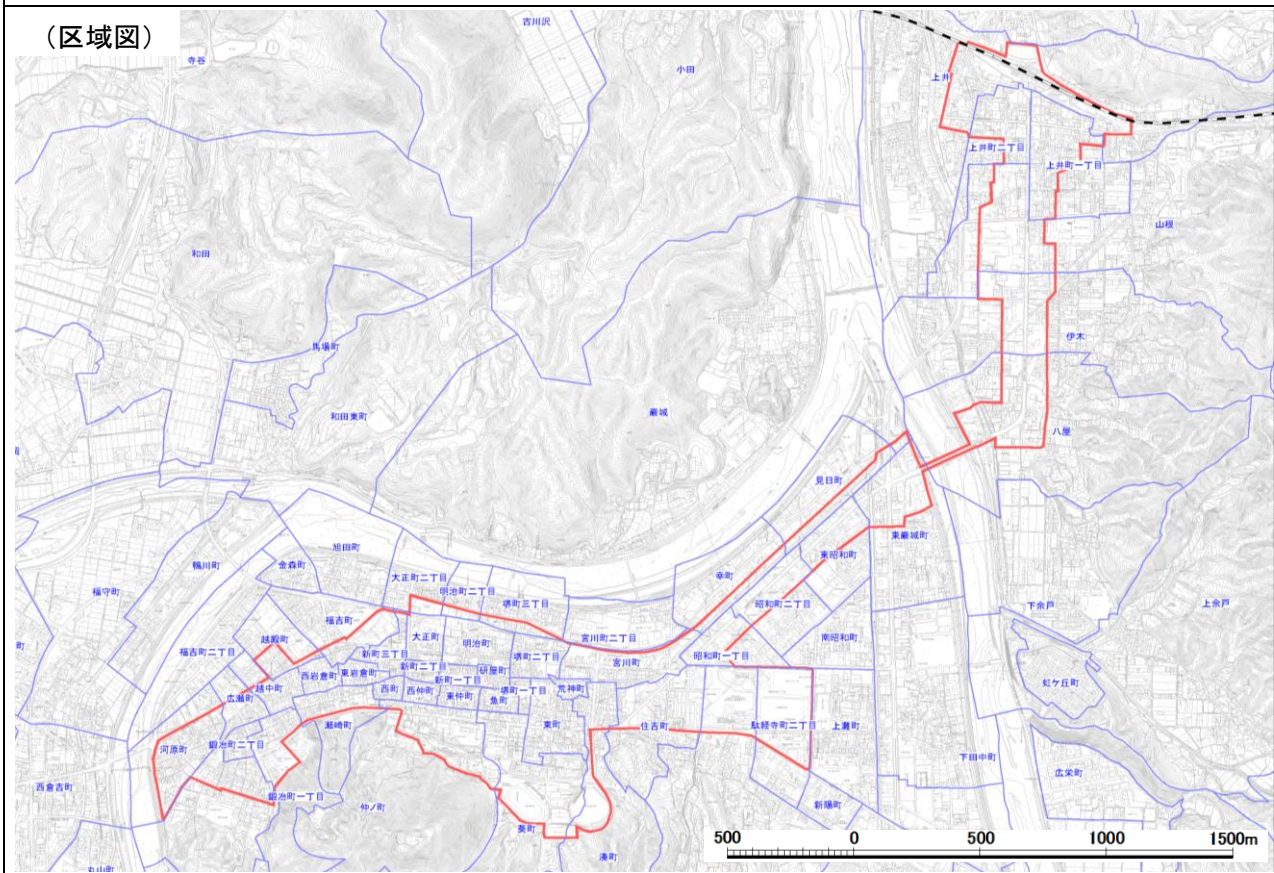 （区域図）
寺谷
吉川沢
小田
上井
上井町二丁目
上井町一丁目
山根
和田
馬場町
伊木
和田東町
巌城
八屋
見日町
東巌城町
旭田町
鴨川町
金森町
大正町二丁目
明治町二丁目
堺町三丁目
幸町
東昭和町
福守町
昭和町二丁目
下余戸
上余戸
福吉町
越殿町
宮川町二丁目
大正町
明治町
福吉町二丁目
新町三丁目
堺町二丁目
宮川町
昭和町一丁目
南昭和町
西岩倉町
東岩倉町
新町二丁目
研屋町
新町一丁目
虹ケ丘町
広瀬町
越中町
西町
西仲町
東仲町
魚町
堺町一丁目
荒神町
瀬崎町
東町
住吉町
駄経寺町二丁目
上灘町
河原町
鍛冶町二丁目
下田中町
広栄町
西倉吉町
鍛冶町一丁目
仲ノ町
新陽町
葵町
湊町
丸山町
500 0 500 1000 1500m